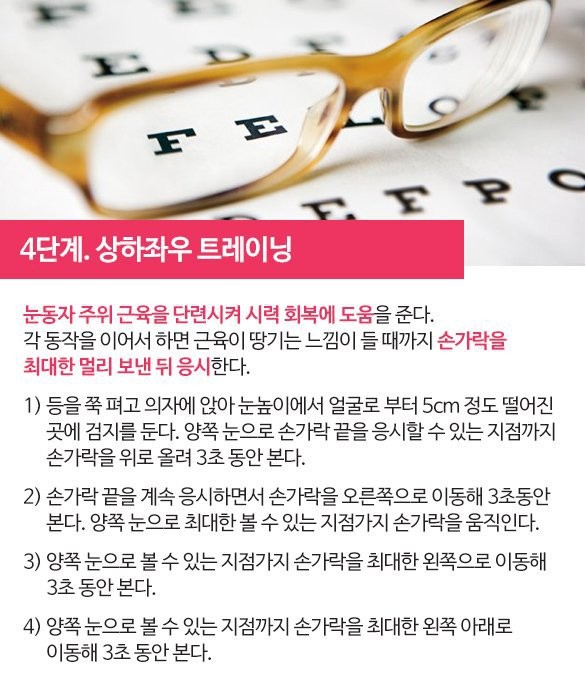 E D F C Z P
F E L O P
D E F P O
4단계. 상하좌우 트레이닝
눈동자 주위 근육을 단련시켜 시력 회복에 도움을 준다.
각 동작을 이어서 하면 근육이 땅기는 느낌이 들 때까지 손가락을
최대한 멀리 보낸 뒤 응시한다.
1) 등을 쭉 펴고 의자에 앉아 눈높이에서 얼굴로 부터 5cm 정도 떨어진
곳에 검지를 둔다. 양쪽 눈으로 손가락 끝을 응시할 수 있는 지점까지
손가락을 위로 올려 3초 동안 본다.
2) 손가락 끝을 계속 응시하면서 손가락을 오른쪽으로 이동해 3초동안
본다. 양쪽 눈으로 최대한 볼 수 있는 지점가지 손가락을 움직인다.
3) 양쪽 눈으로 볼 수 있는 지점가지 손가락을 최대한 왼쪽으로 이동해
3초 동안 본다.
4) 양쪽 눈으로 볼 수 있는 지점까지 손가락을 최대한 왼쪽 아래로
이동해 3초 동안 본다.